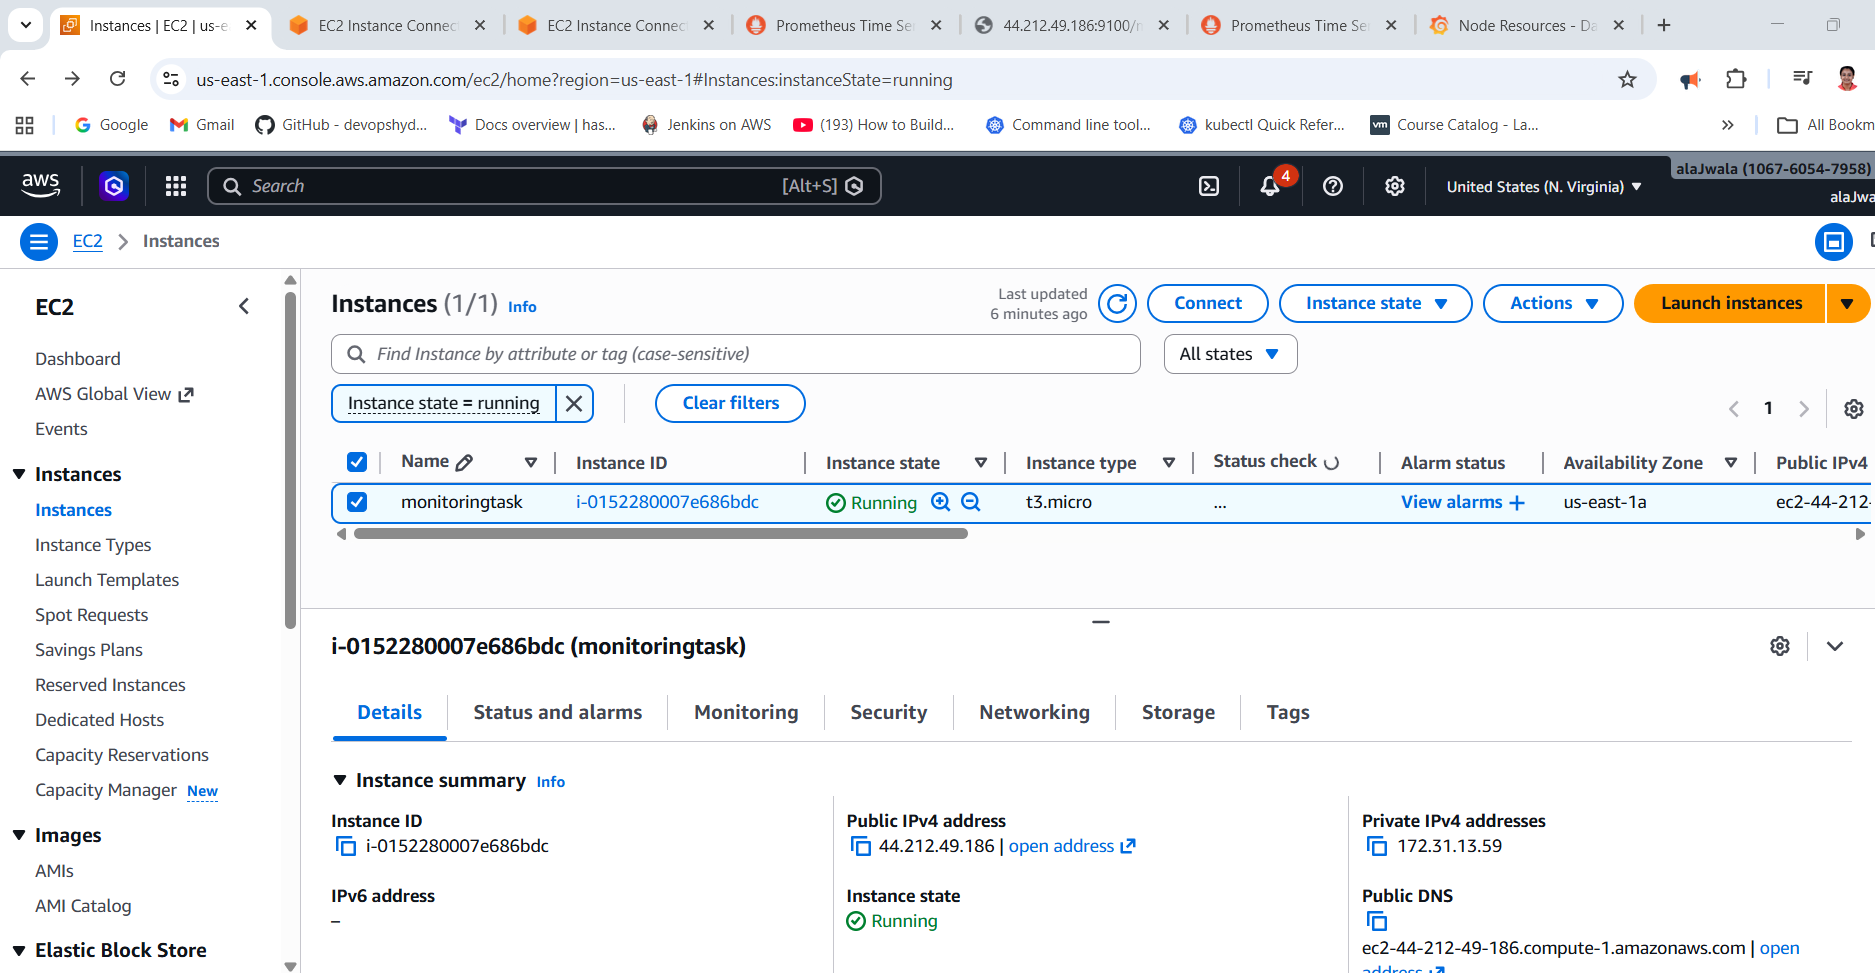 Instances | EC2 | us-e
EC2 Instance Connect
EC2 Instance Connect
Prometheus Time Ser
44.212.49.186:9100/m
Prometheus Time Ser
Node Resources - Da
us-east-1.console.aws.amazon.com/ec2/home?region=us-east-1#Instances:instanceState=running
Google
Gmail
GitHub - devopshyd...
Docs overview | has...
Jenkins on AWS
(193) How to Build...
Command line tool...
kubectl Quick Refer...
vm
Course Catalog - La...
All Bookm
aws
Search
[Alt+S]
4
United States (N. Virginia)
alaJwala (1067-6054-7958)
alaJwa
EC2
Instances
EC2
Dashboard
AWS Global View
Events
Instances
Instances
Instance Types
Launch Templates
Spot Requests
Savings Plans
Reserved Instances
Dedicated Hosts
Capacity Reservations
Capacity Manager New
Images
AMIs
AMI Catalog
Elastic Block Store
Instances (1/1) Info
Last updated
6 minutes ago
Connect
Instance state
Actions
Launch instances
Find Instance by attribute or tag (case-sensitive)
All states
Instance state = running
Clear filters
1
Name
Instance ID
Instance state
Instance type
Status check
Alarm status
Availability Zone
Public IPv4
monitoringtask
i-0152280007e686bdc
Running
t3.micro
...
View alarms +
us-east-1a
ec2-44-212-
i-0152280007e686bdc (monitoringtask)
Details
Status and alarms
Monitoring
Security
Networking
Storage
Tags
Instance summary Info
Instance ID
i-0152280007e686bdc
IPv6 address
–
Public IPv4 address
44.212.49.186 | open address
Instance state
Running
Private IPv4 addresses
172.31.13.59
Public DNS
ec2-44-212-49-186.compute-1.amazonaws.com | open
address